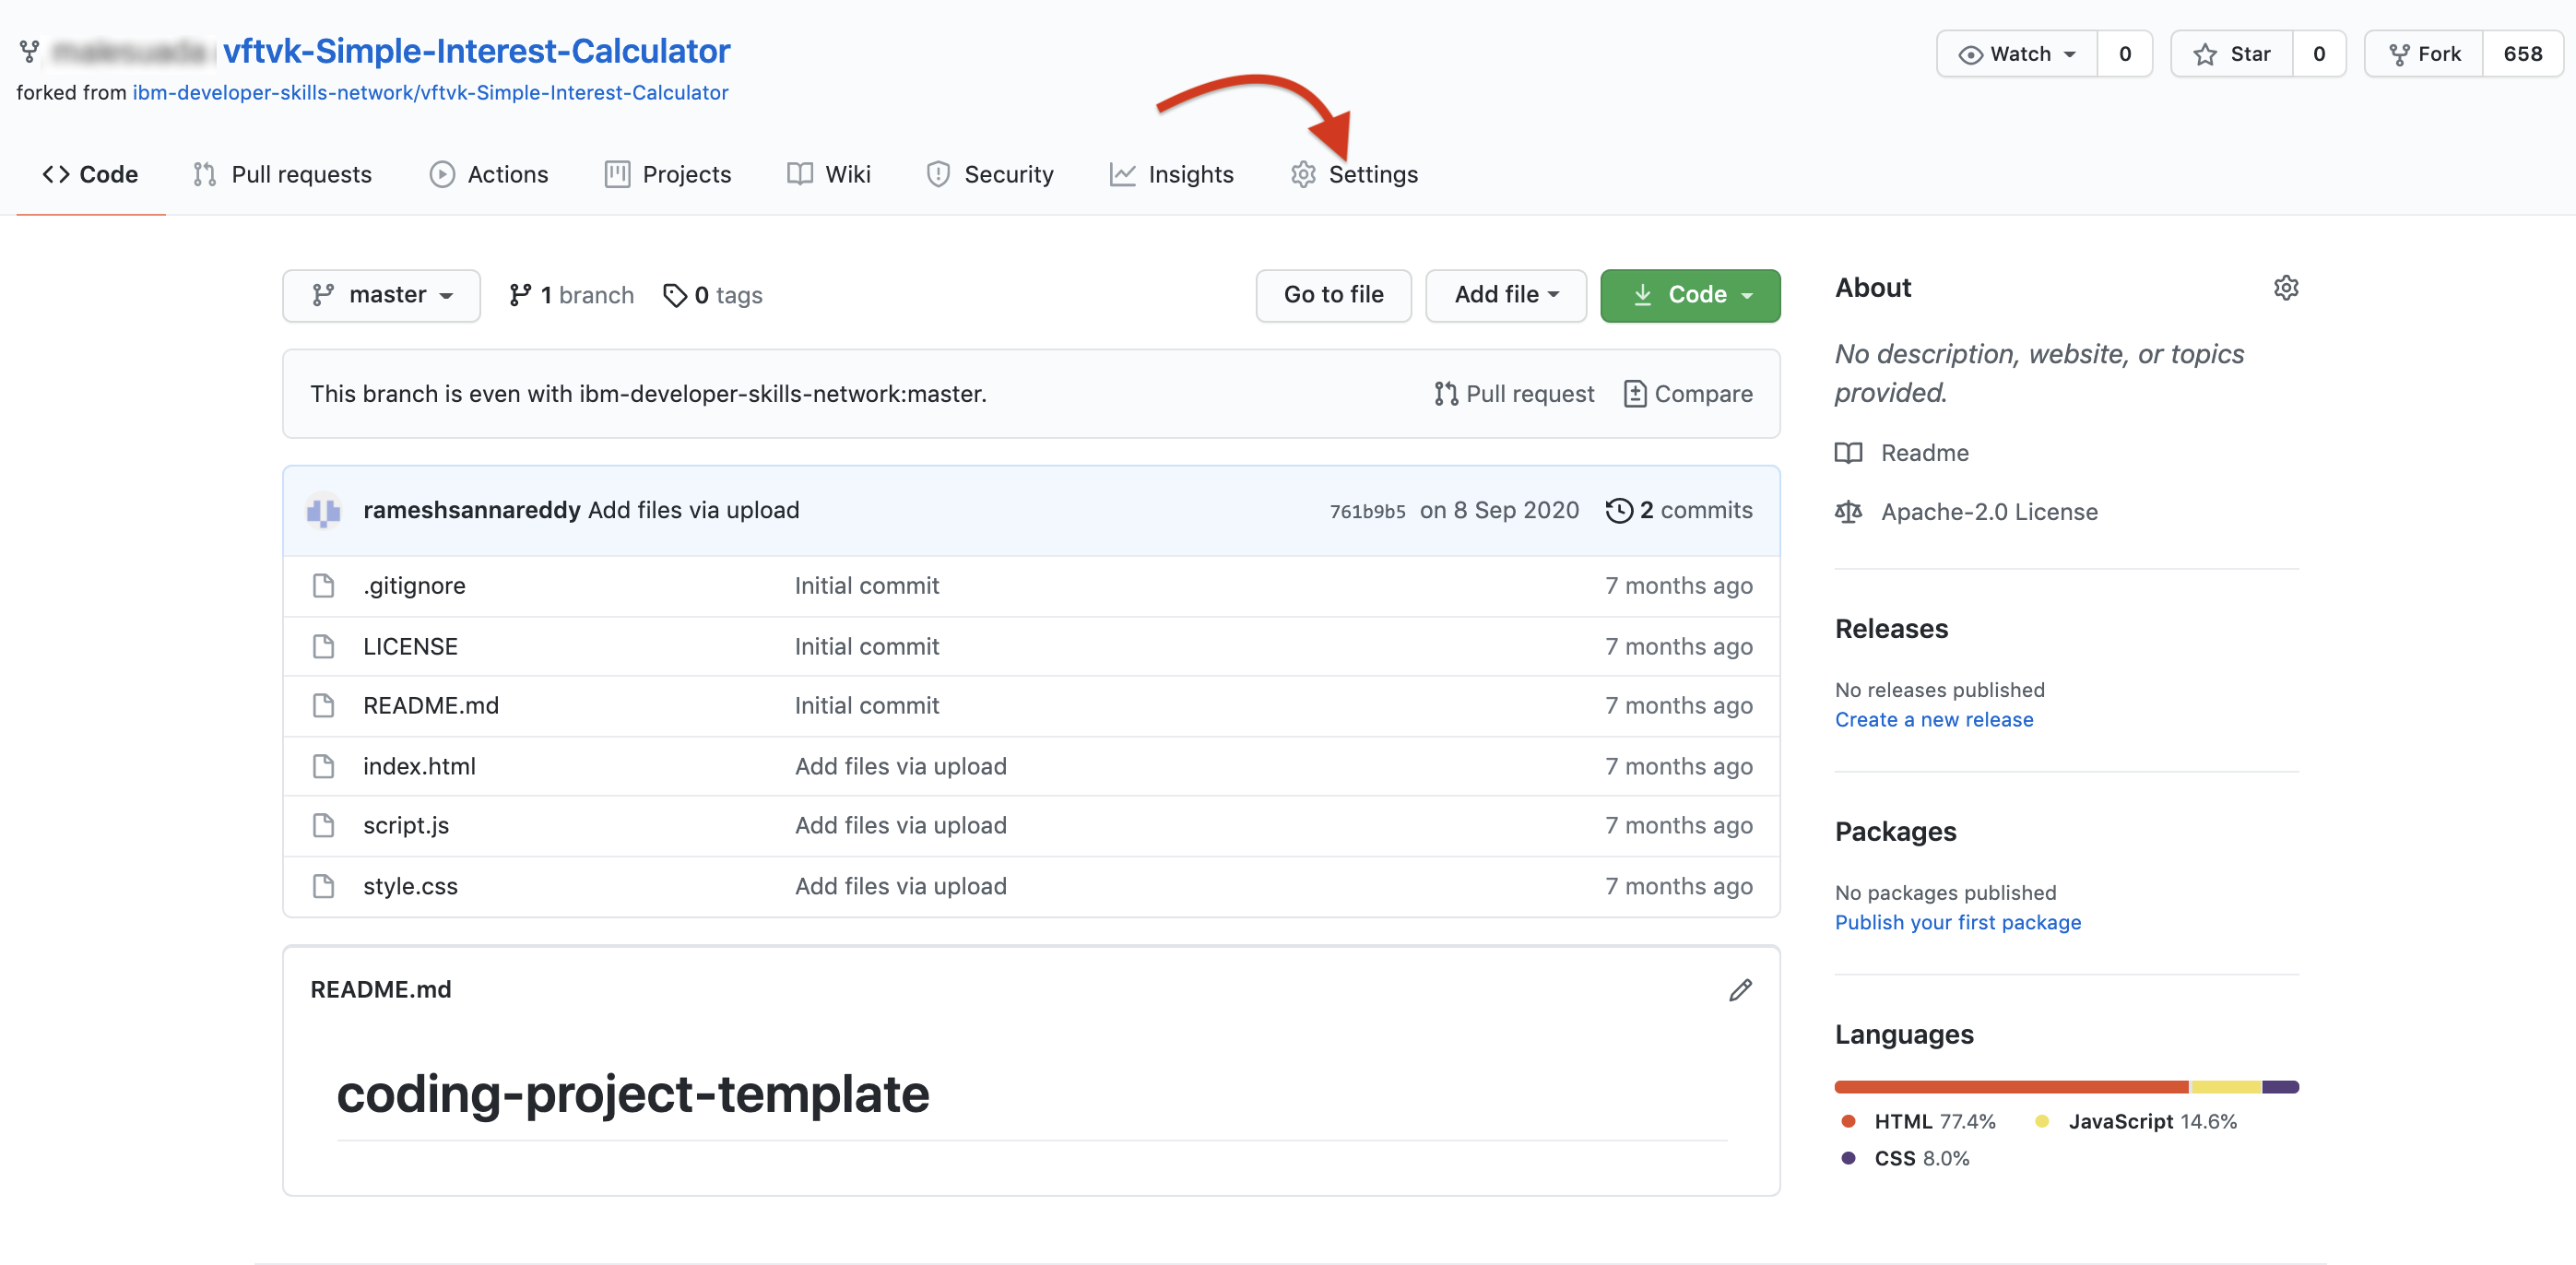 vftvk-Simple-Interest-Calculator
forked from ibm-developer-skills-network/vftvk-Simple-Interest-Calculator
Watch 0 Star 0 Fork 658
Code Pull requests Actions Projects Wiki Security Insights Settings
master 1 branch 0 tags Go to file Add file Code
This branch is even with ibm-developer-skills-network:master. Pull request Compare
rameshsannareddy Add files via upload 761b9b5 on 8 Sep 2020 2 commits
.gitignore Initial commit 7 months ago
LICENSE Initial commit 7 months ago
README.md Initial commit 7 months ago
index.html Add files via upload 7 months ago
script.js Add files via upload 7 months ago
style.css Add files via upload 7 months ago
README.md
coding-project-template
About
No description, website, or topics
provided.
Readme
Apache-2.0 License
Releases
No releases published
Create a new release
Packages
No packages published
Publish your first package
Languages
HTML 77.4% JavaScript 14.6%
CSS 8.0%